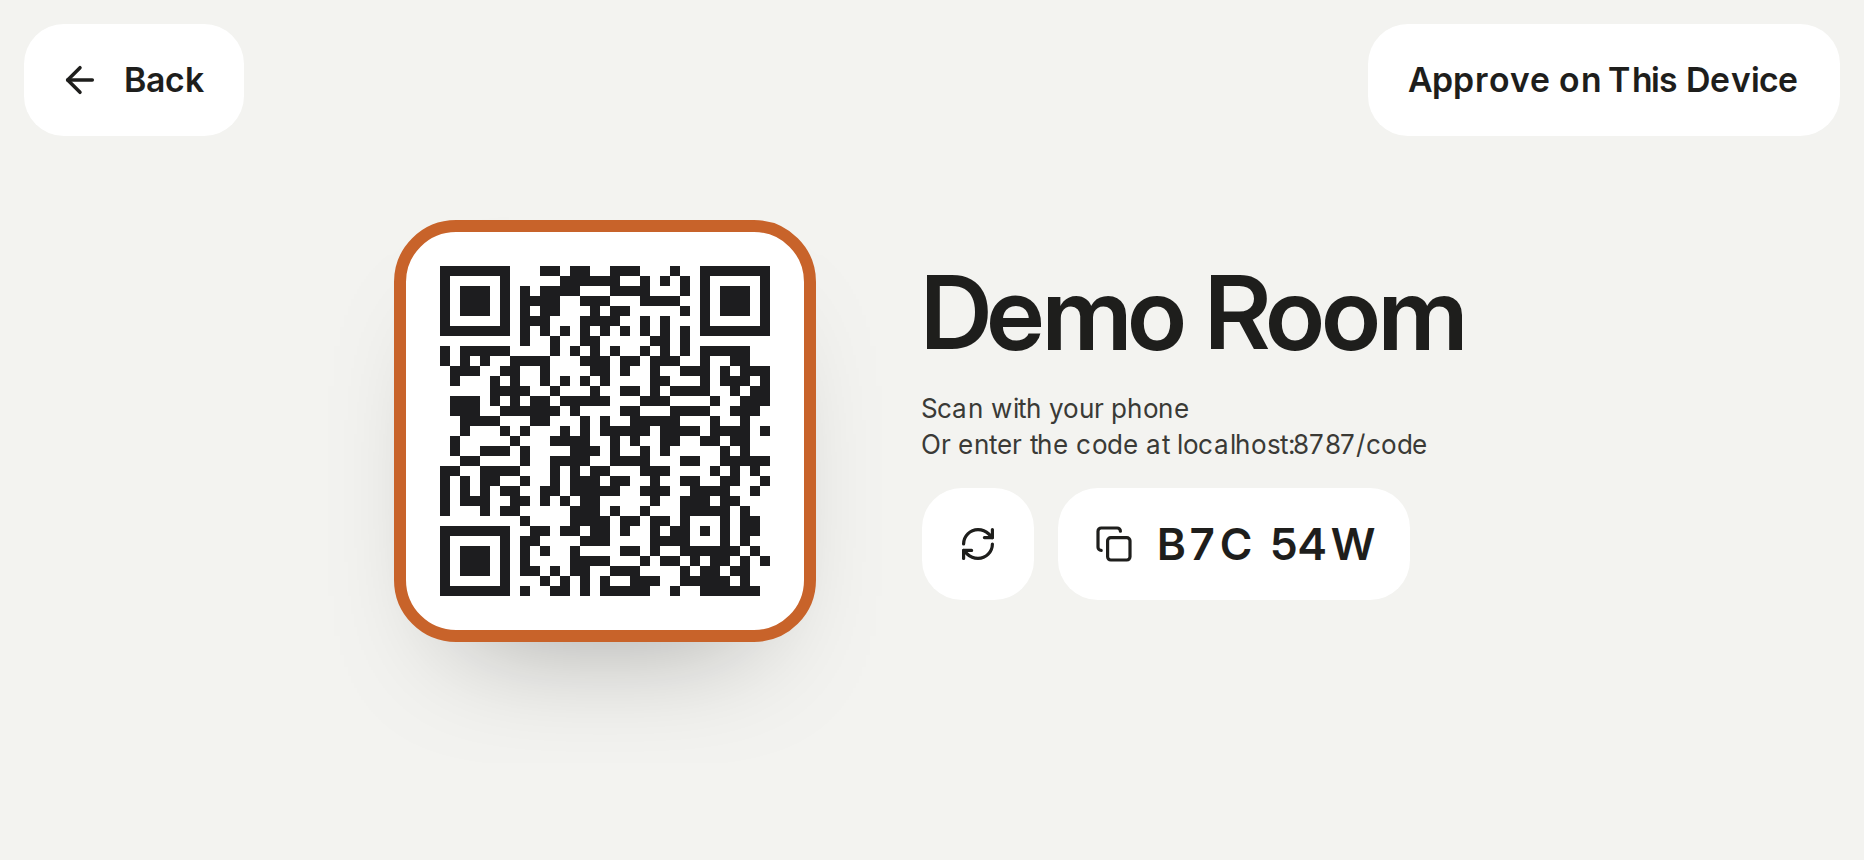 Back
Approve on This Device
Demo Room
Scan with your phone
Or enter the code at localhost:8787/code
B7C 54W